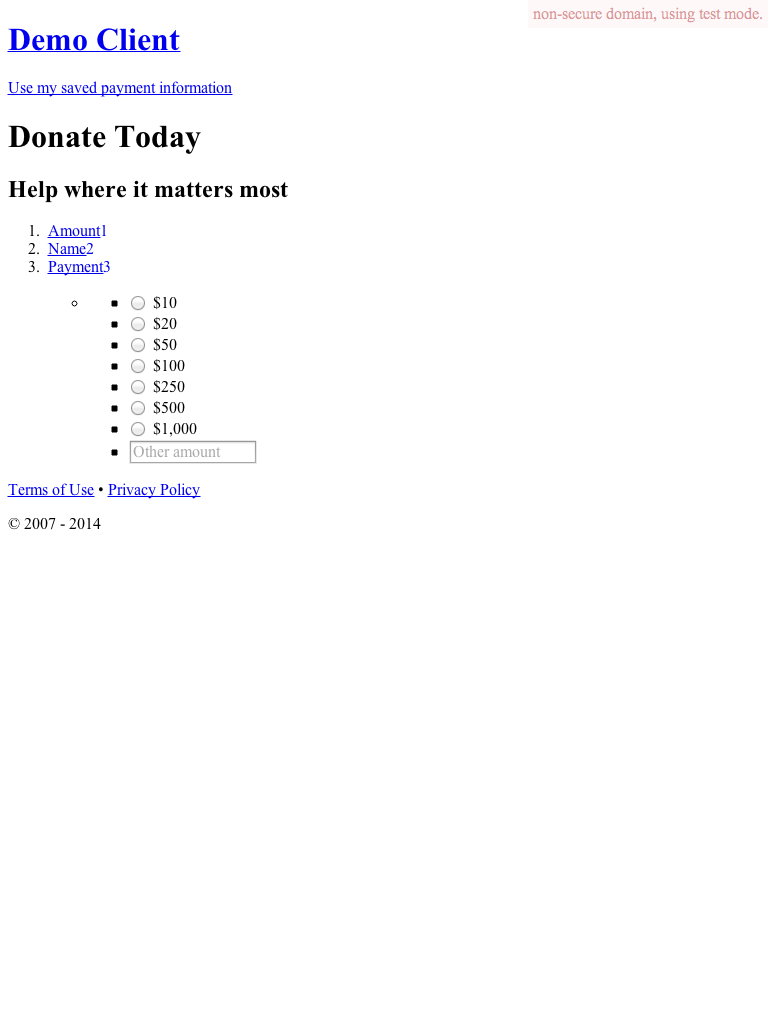 non-secure domain, using test mode.
Demo Client
Use my saved payment information
Donate Today
Help where it matters most
1. Amount1
2. Name2
3. Payment3
$10
$20
$50
$100
$250
$500
$1,000
Other amount
Terms of Use • Privacy Policy
© 2007 - 2014